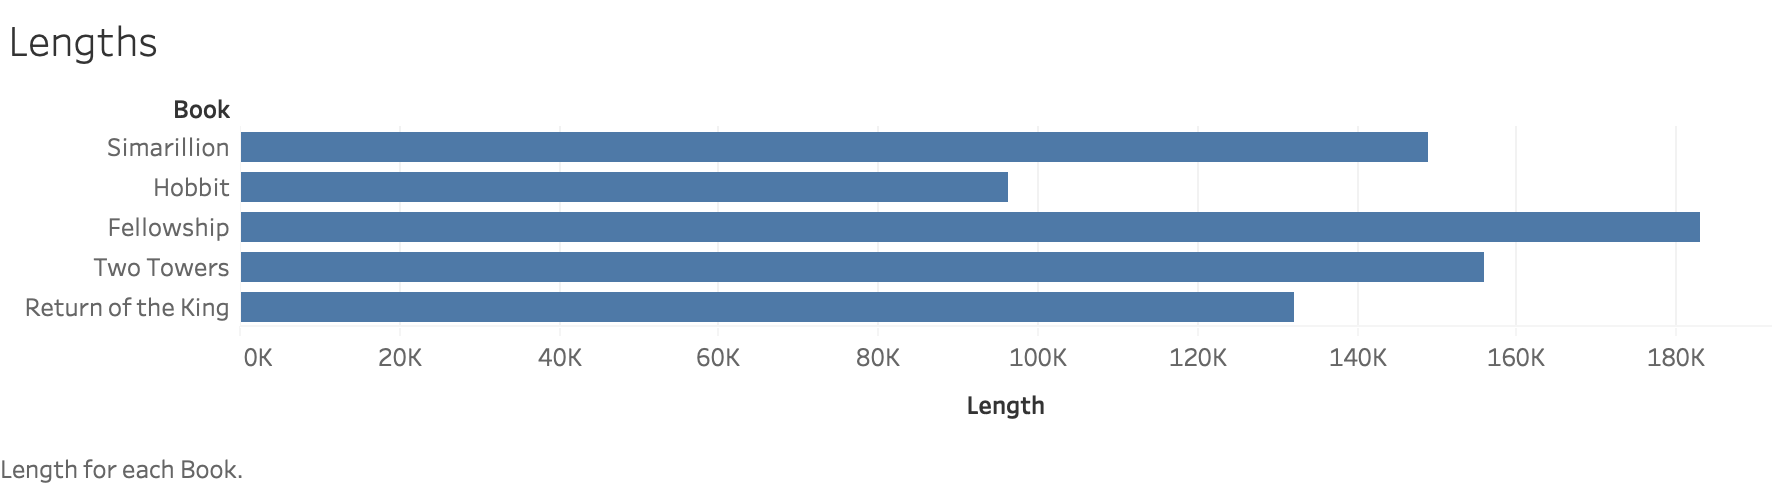 Lengths
Book
Simarillion
Hobbit
Fellowship
Two Towers
Return of the King
0K 20K 40K 60K 80K 100K 120K 140K 160K 180K
Length
Length for each Book.